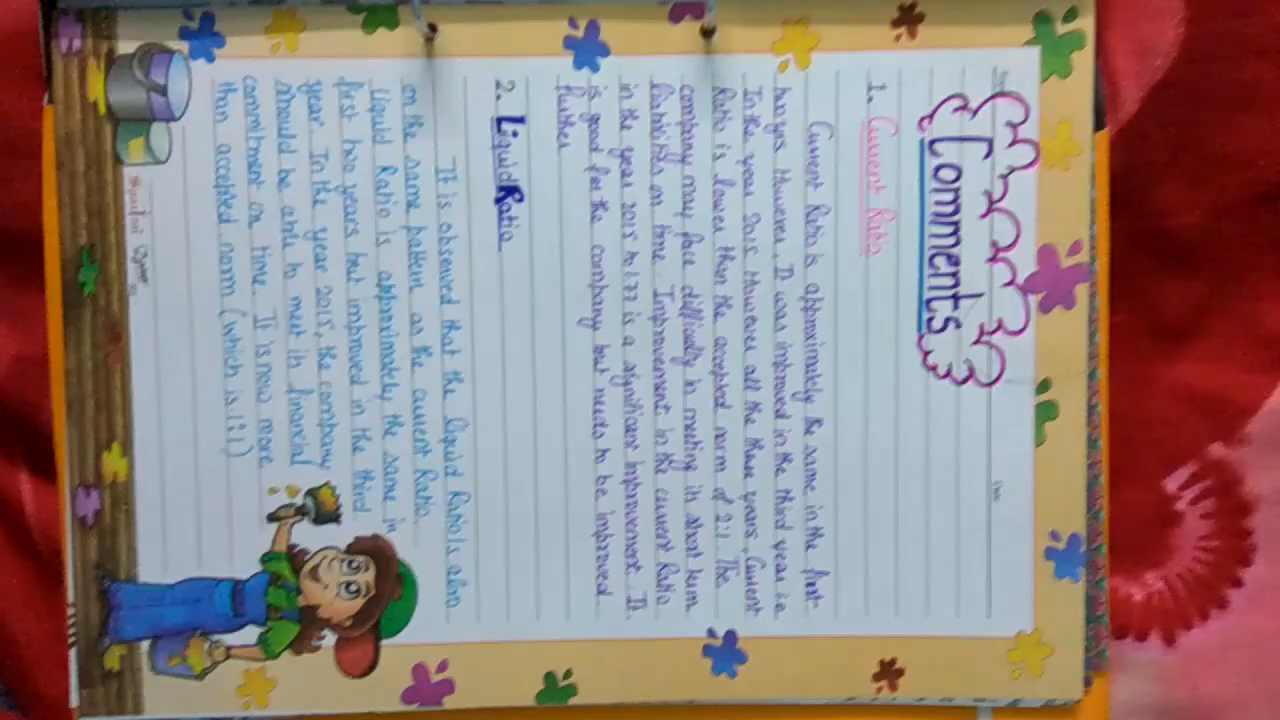 Comments
1. Current Ratio
Current Ratio is approximately the same in the first
two yes. However, It was improved in the third year i.e
In the year 2015. However all the three years, Current
Ratio is lower than the accepted norm of 2:1. The
company may face difficulty in meeting its short term
liabilities on time. Improvement in the current Ratio
in the year 2015 to 1.77 is a significant improvement. It
is good for the company but needs to be improved
further
2. Liquid Ratio
It is observed that the liquid Ratio is also
on the same pattern as the current Ratio.
Liquid Ratio is approximately the same in
first two years but improved in the third
year. In the year 2015, the company
should be able to meet its financial
commitment on time. It is now more
than accepted norm (which is 1:1)